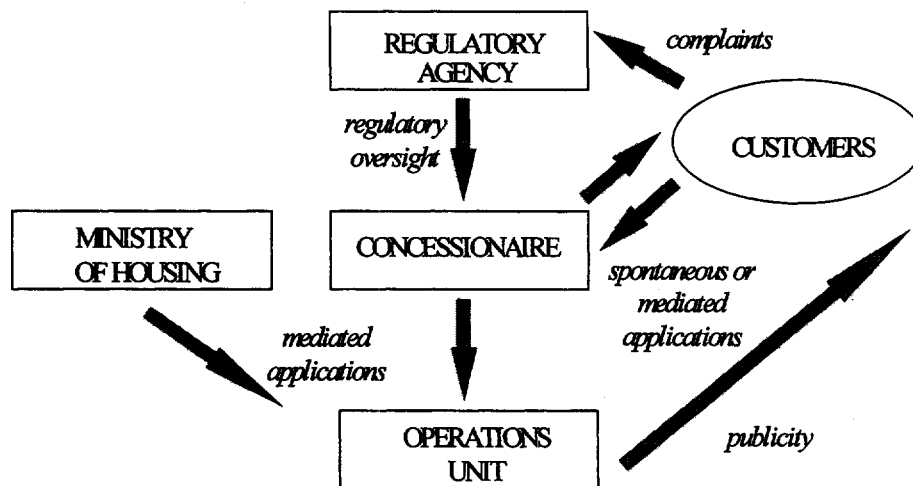 REGULATORY
AGENCY
complaints
regulatory
oversight
CUSTOMERS
MINISTRY
OF HOUSING
CONCESSIONAIRE
spontaneous or
mediated
applications
mediated
applications
OPERATIONS
UNIT
publicity